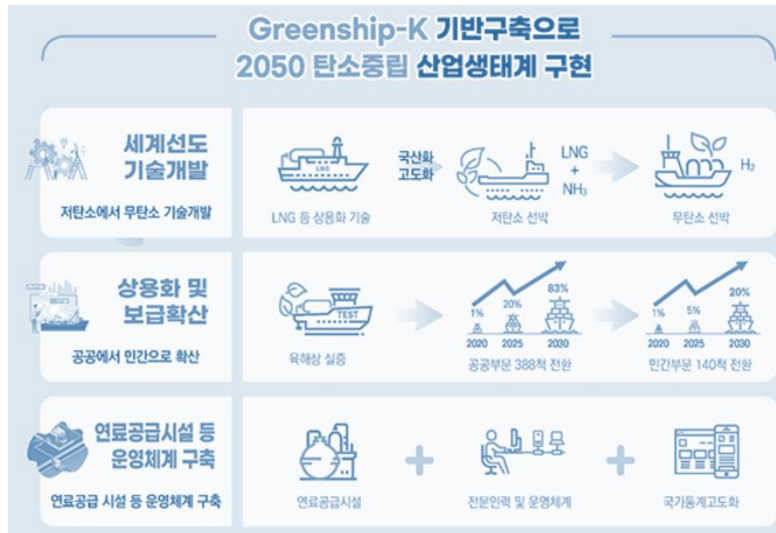 Greenship-K 기반구축으로
2050 탄소중립 산업생태계 구현
세계선도
기술개발
저탄소에서 무탄소 기술개발
LNG
LNG 등 상용화 기술
국산화
고도화
LNG
+
NH₃
저탄소 선박
H₂
무탄소 선박
상용화 및
보급확산
공공에서 민간으로 확산
TEST
육해상 실증
1% 20% 83%
2020 2025 2030
공공부문 388척 전환
1% 5% 20%
2020 2025 2030
민간부문 140척 전환
연료공급시설 등
운영체계 구축
연료공급 시설 등 운영체계 구축
연료공급시설
+
전문인력 및 운영체계
+
국가통계고도화